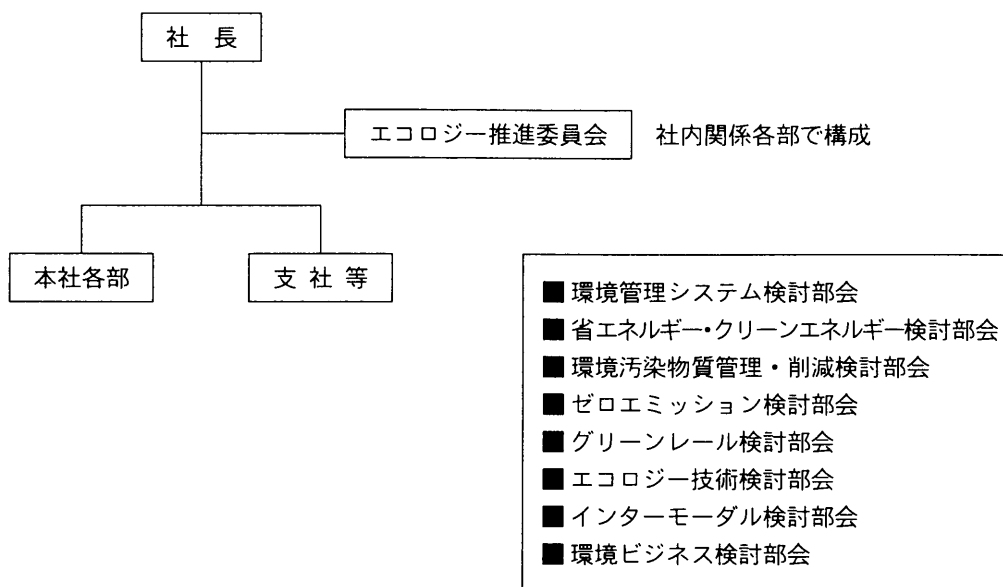 社 長
エコロジー推進委員会 社内関係各部で構成
本社各部 支 社 等
■環境管理システム検討部会
■省エネルギー・クリーンエネルギー検討部会
■環境汚染物質管理・削減検討部会
■ゼロエミッション検討部会
■グリーンレール検討部会
■エコロジー技術検討部会
■インターモーダル検討部会
■環境ビジネス検討部会